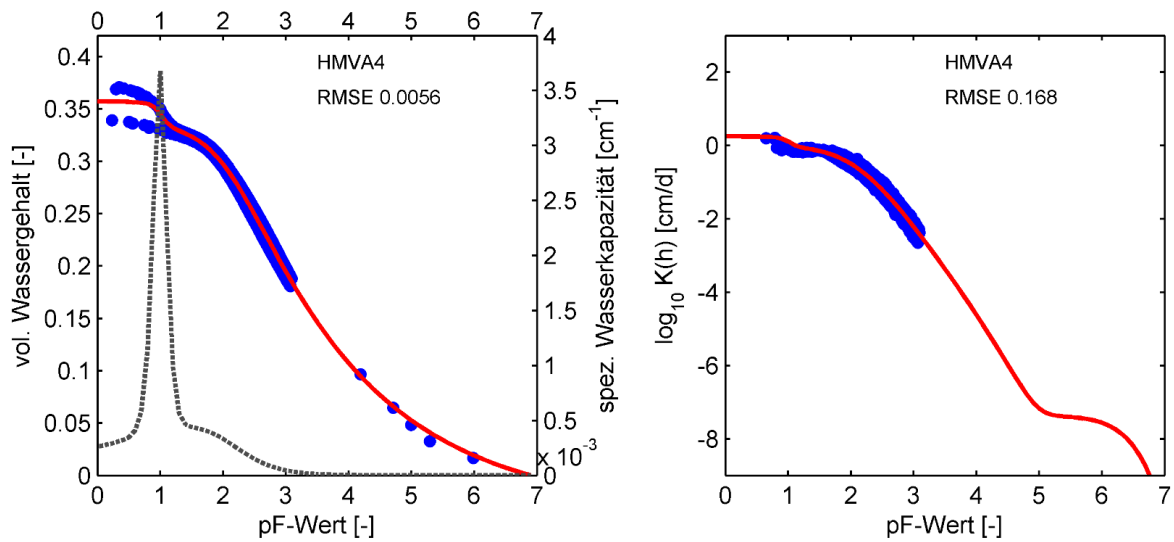 0 1 2 3 4 5 6 7
HMVA4
RMSE 0.0056
0.4
0.35
0.3
0.25
0.2
0.15
0.1
0.05
0
vol. Wassergehalt [-]
4
3.5
3
2.5
2
1.5
1
0.5
0
x 10⁻³
spez. Wasserkapazität [cm⁻¹]
0 1 2 3 4 5 6 7
pF-Wert [-]
HMVA4
RMSE 0.168
2
0
-2
-4
-6
-8
log₁₀ K(h) [cm/d]
0 1 2 3 4 5 6 7
pF-Wert [-]